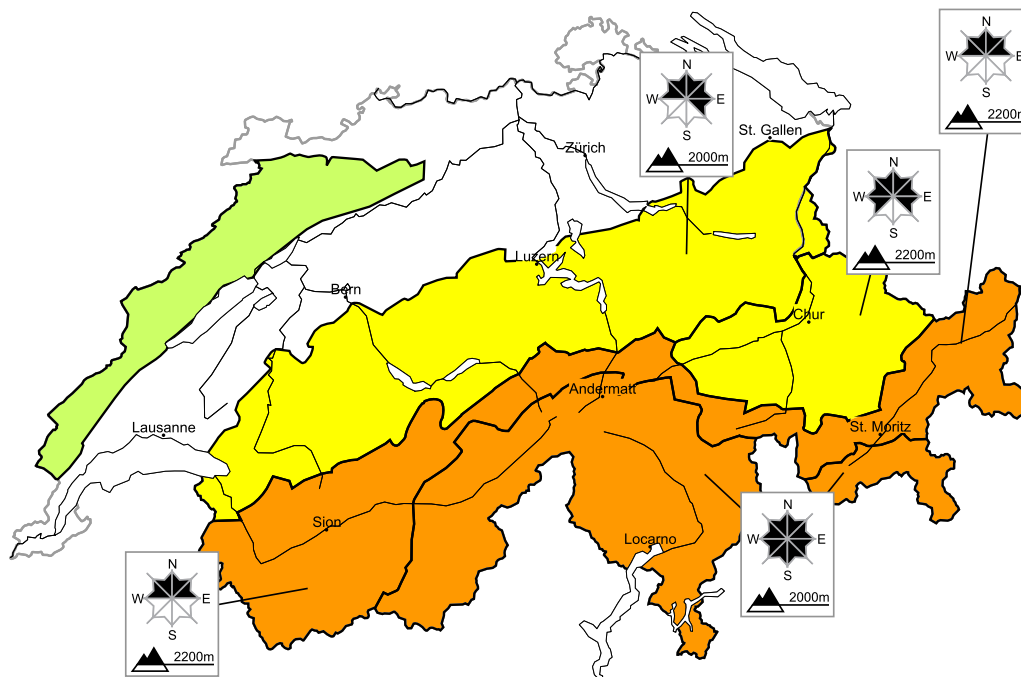 N
W E
S
2200m
N
W E
S
2000m
St. Gallen
Zürich
N
W E
S
2200m
Luzern
Bern
Chur
Andermatt
Lausanne
St. Moritz
Sion
N
W E
S
2000m
Locarno
N
W E
S
2200m